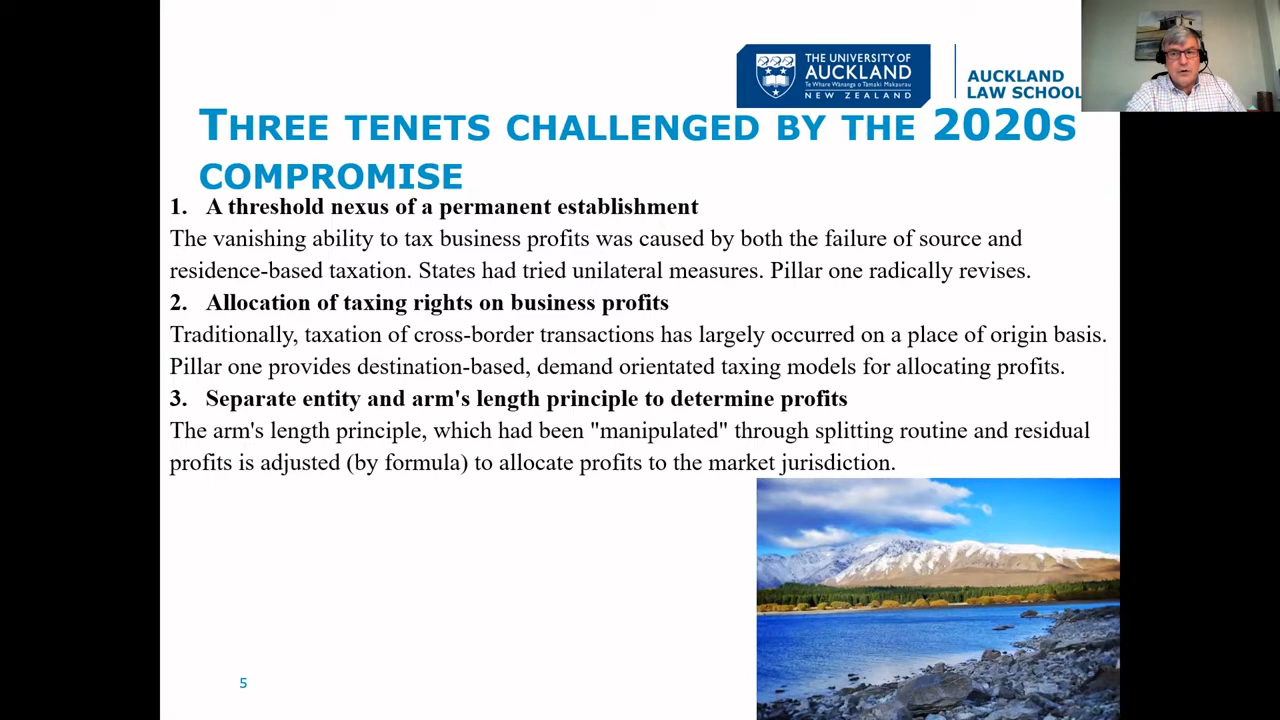 THE UNIVERSITY OF
AUCKLAND
Te Whare Wānanga o Tāmaki Makaurau
NEW ZEALAND
AUCKLAND
LAW SCHOOL
THREE TENETS CHALLENGED BY THE 2020S
COMPROMISE
1. A threshold nexus of a permanent establishment
The vanishing ability to tax business profits was caused by both the failure of source and
residence-based taxation. States had tried unilateral measures. Pillar one radically revises.
2. Allocation of taxing rights on business profits
Traditionally, taxation of cross-border transactions has largely occurred on a place of origin basis.
Pillar one provides destination-based, demand orientated taxing models for allocating profits.
3. Separate entity and arm's length principle to determine profits
The arm's length principle, which had been "manipulated" through splitting routine and residual
profits is adjusted (by formula) to allocate profits to the market jurisdiction.
5